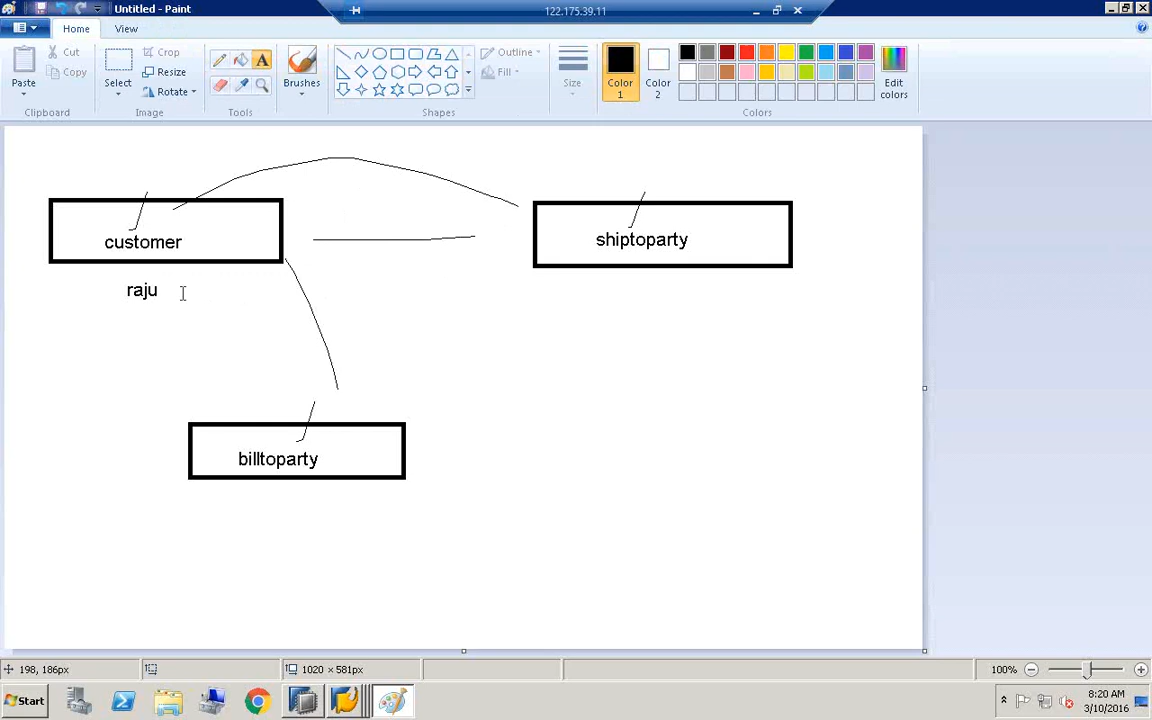 Untitled - Paint
122.175.39.11
Home
View
Paste
Cut
Copy
Clipboard
Select
Crop
Resize
Rotate
Image
A
Tools
Brushes
Outline
Fill
Shapes
Size
Color
1
Color
2
Edit
colors
Colors
customer
shiptoparty
raju
billtoparty
198, 186px
1020 × 581px
100%
Start
8:20 AM
3/10/2016